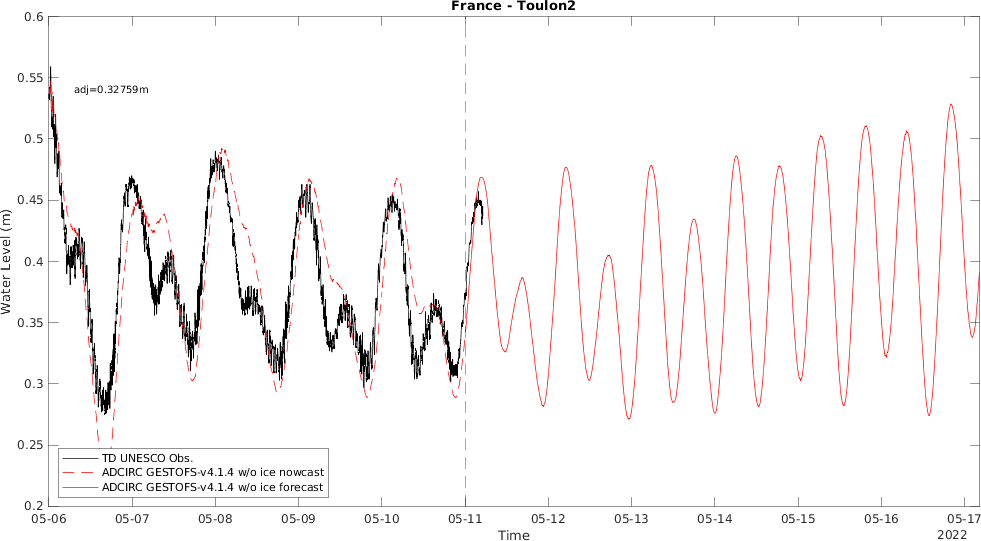 France - Toulon2
0.6
0.55
0.5
0.45
0.4
0.35
0.3
0.25
0.2
Water Level (m)
adj=0.32759m
TD UNESCO Obs.
ADCIRC GESTOFS-v4.1.4 w/o ice nowcast
ADCIRC GESTOFS-v4.1.4 w/o ice forecast
05-06 05-07 05-08 05-09 05-10 05-11 05-12 05-13 05-14 05-15 05-16 05-17
Time
2022